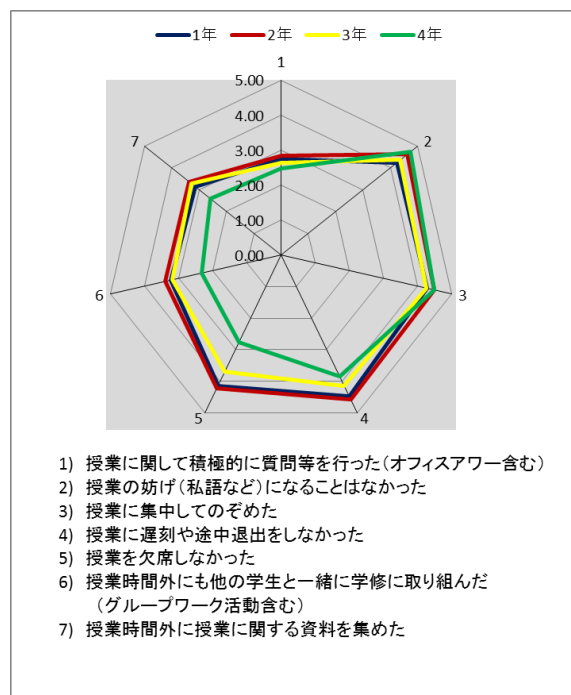 1年 2年 3年 4年
1
5.00
4.00
3.00
2.00
1.00
0.00
2
3
4
5
6
7
1) 授業に関して積極的に質問等を行った(オフィスアワー含む)
2) 授業の妨げ(私語など)になることはなかった
3) 授業に集中してのぞめた
4) 授業に遅刻や途中退出をしなかった
5) 授業を欠席しなかった
6) 授業時間外にも他の学生と一緒に学修に取り組んだ
(グループワーク活動含む)
7) 授業時間外に授業に関する資料を集めた